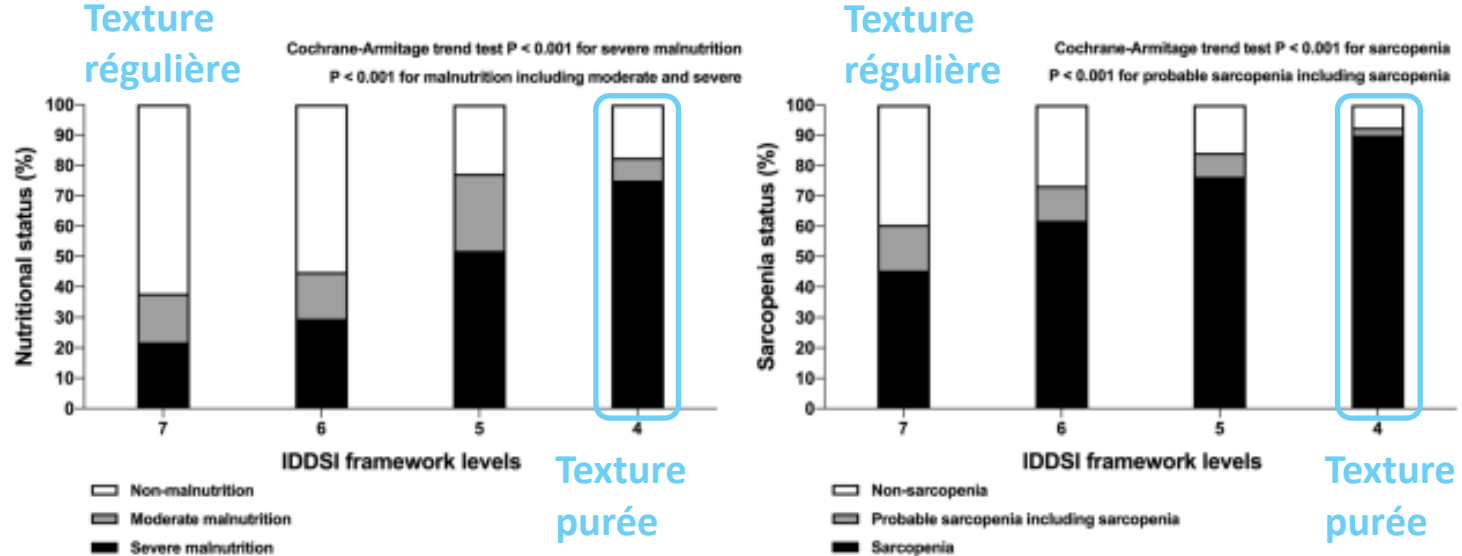 Texture
régulière
Cochrane-Armitage trend test P < 0.001 for severe malnutrition
P < 0.001 for malnutrition including moderate and severe
Nutritional status (%)
100
90
80
70
60
50
40
30
20
10
0
7 6 5 4
IDDSI framework levels
Non-malnutrition
Moderate malnutrition
Severe malnutrition
Texture
purée
Texture
régulière
Cochrane-Armitage trend test P < 0.001 for sarcopenia
P < 0.001 for probable sarcopenia including sarcopenia
Sarcopenia status (%)
100
90
80
70
60
50
40
30
20
10
0
7 6 5 4
IDDSI framework levels
Non-sarcopenia
Probable sarcopenia including sarcopenia
Sarcopenia
Texture
purée